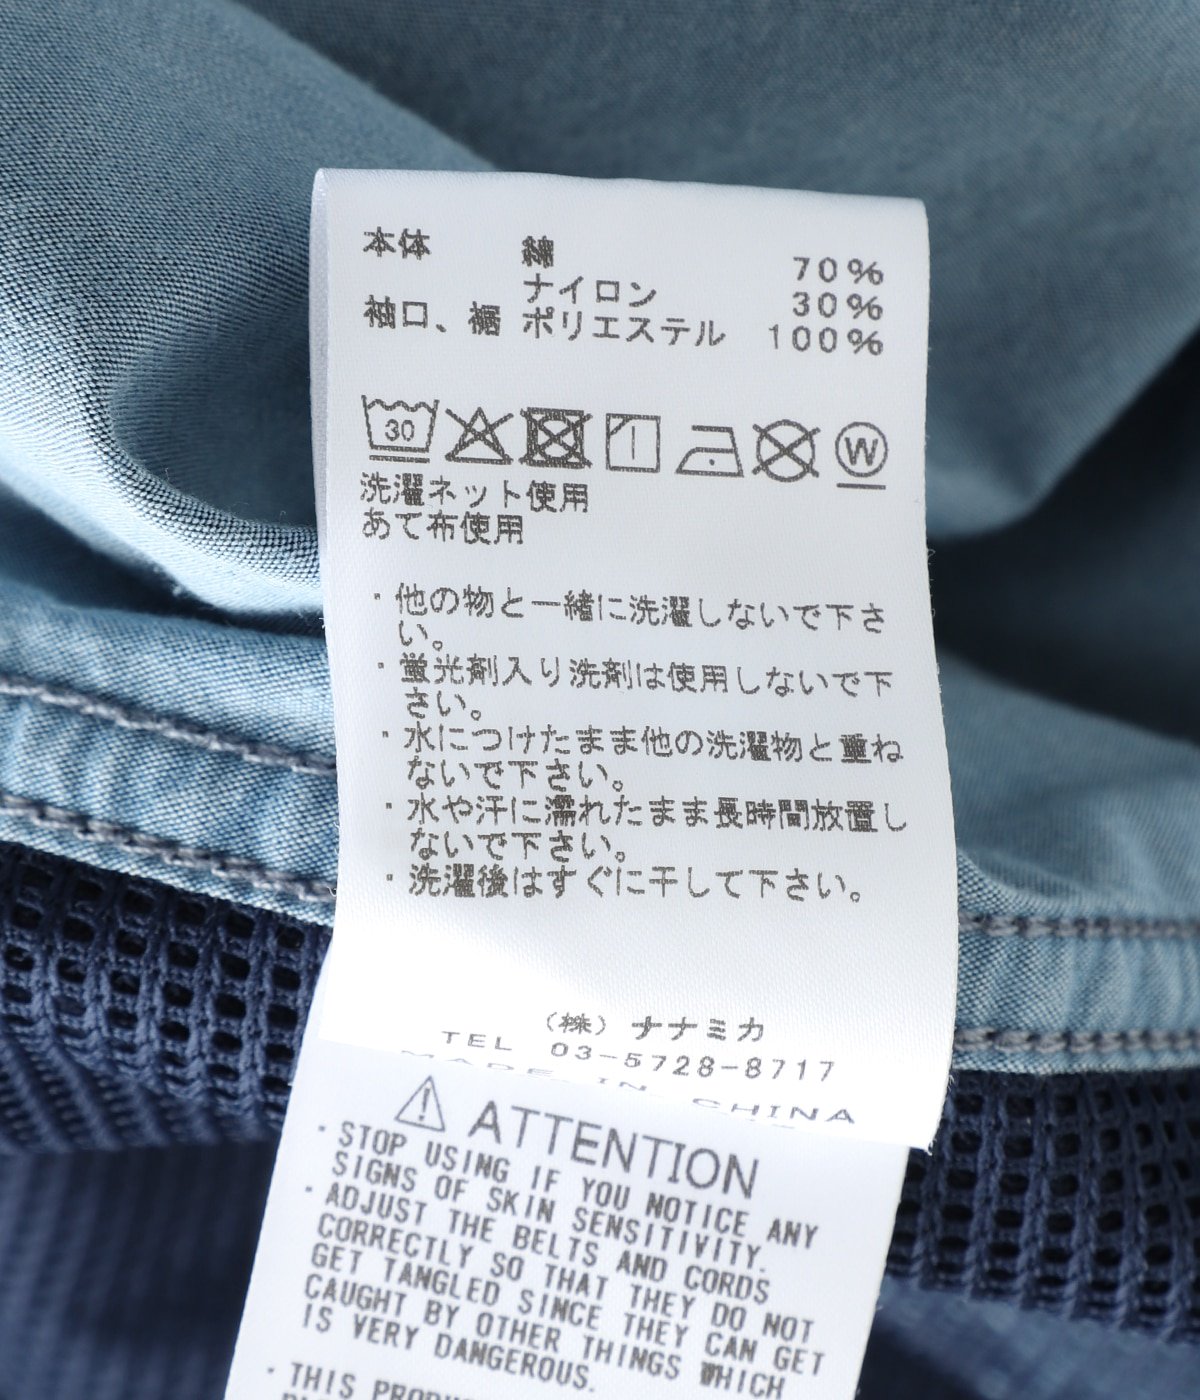 本体 綿 70%
ナイロン 30%
袖口、裾 ポリエステル 100%
30
W
洗濯ネット使用
あて布使用
・他の物と一緒に洗濯しないで下さ
い。
・蛍光剤入り洗剤は使用しないで下
さい。
・水につけたまま他の洗濯物と重ね
ないで下さい。
・水や汗に濡れたまま長時間放置し
ないで下さい。
・洗濯後はすぐに干して下さい。
(株) ナナミカ
TEL 03-5728-8717
MADE IN CHINA
ATTENTION
・STOP USING IF YOU NOTICE ANY
SIGNS OF SKIN SENSITIVITY.
・ADJUST THE BELTS AND CORDS
CORRECTLY SO THAT THEY DO NOT
GET TANGLED SINCE THEY CAN GET
CAUGHT BY OTHER THINGS WHICH
IS VERY DANGEROUS.
・THIS